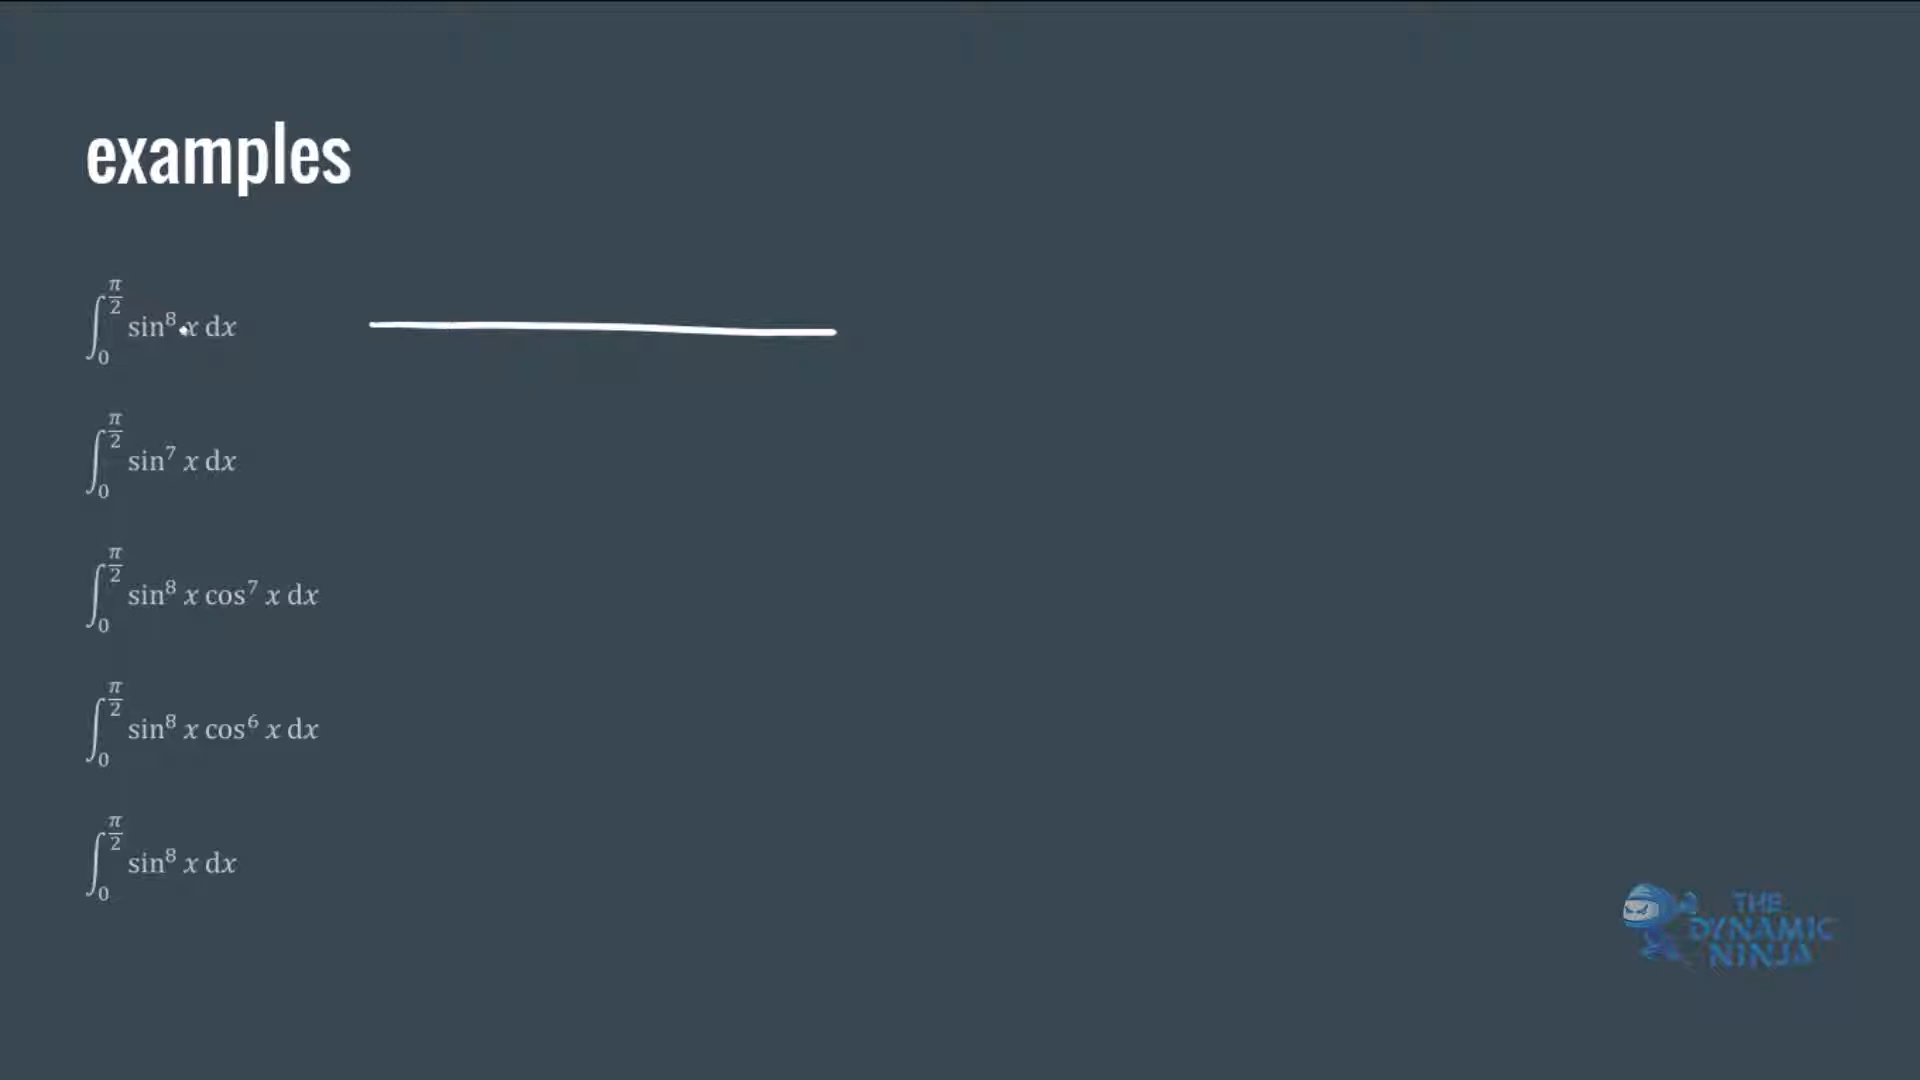 examples
∫₀^{π/2} sin⁸ x dx
∫₀^{π/2} sin⁷ x dx
∫₀^{π/2} sin⁸ x cos⁷ x dx
∫₀^{π/2} sin⁸ x cos⁶ x dx
∫₀^{π/2} sin⁸ x dx
THE
DYNAMIC
NINJA